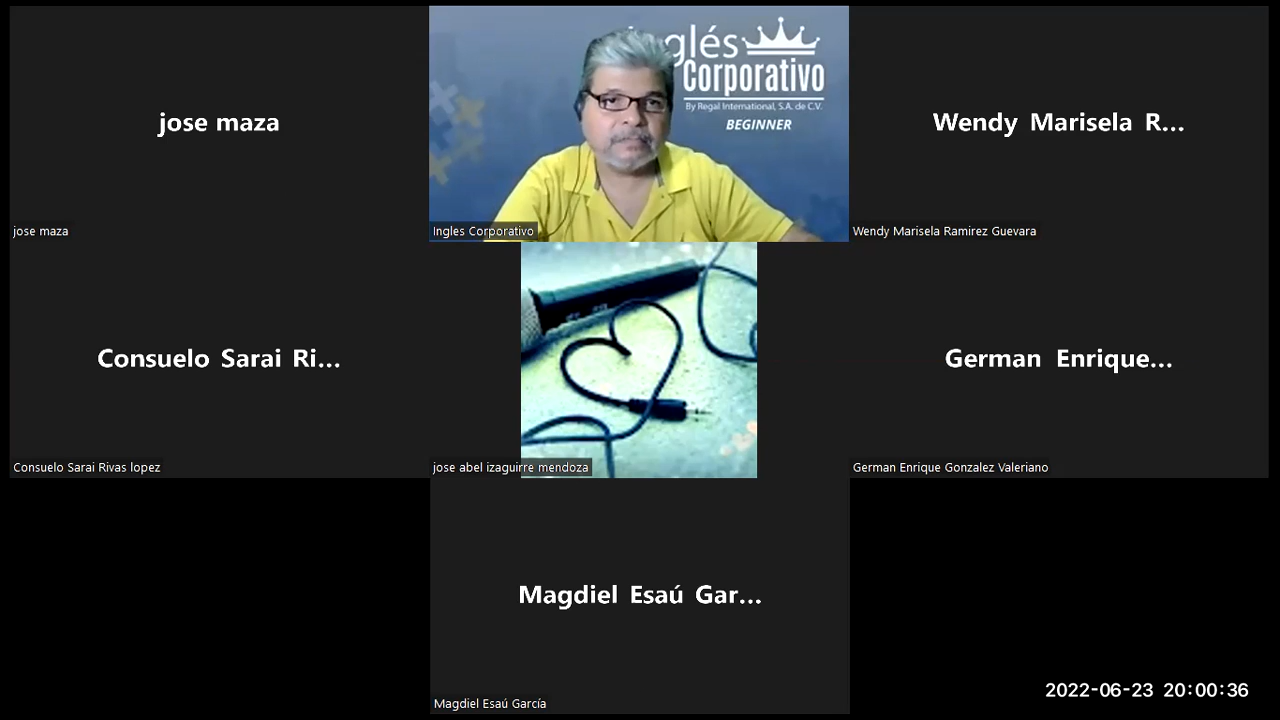 jose maza
jose maza
Inglés
Corporativo
By Regal International, S.A. de C.V.
BEGINNER
Ingles Corporativo
Wendy Marisela R...
Wendy Marisela Ramirez Guevara
Consuelo Sarai Ri...
Consuelo Sarai Rivas lopez
jose abel izaguirre mendoza
German Enrique...
German Enrique Gonzalez Valeriano
Magdiel Esaú Gar...
Magdiel Esaú García
2022-06-23 20:00:36